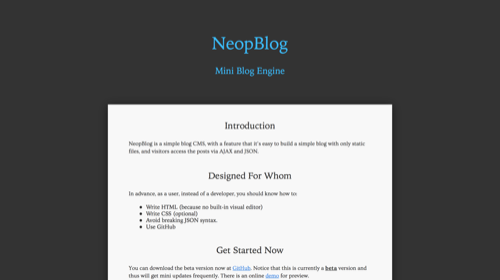 NeopBlog
Mini Blog Engine
Introduction
NeopBlog is a simple blog CMS, with a feature that it's easy to build a simple blog with only static
files, and visitors access the posts via AJAX and JSON.
Designed For Whom
In advance, as a user, instead of a developer, you should know how to:
Write HTML (because no built-in visual editor)
Write CSS (optional)
Avoid breaking JSON syntax.
Use GitHub
Get Started Now
You can download the beta version now at GitHub. Notice that this is currently a beta version and
thus will get mini updates frequently. There is an online demo for preview.